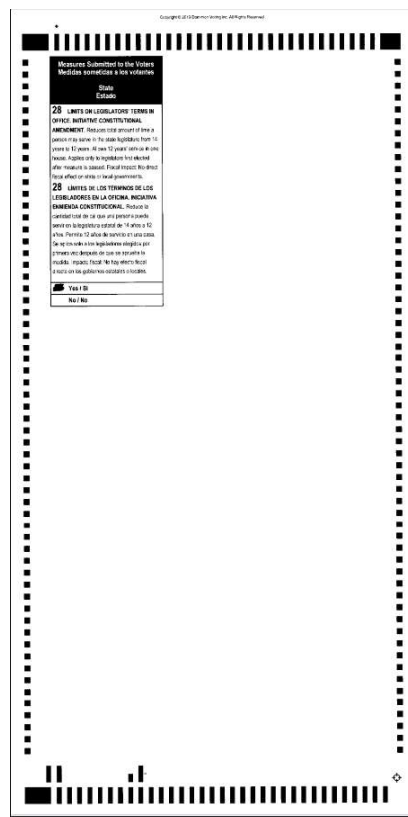 Copyright © 2010 Dominion Voting Inc. All Rights Reserved
Measures Submitted to the Voters
Medidas sometidas a los votantes
State
Estado
28 LIMITS ON LEGISLATORS' TERMS IN
OFFICE. INITIATIVE CONSTITUTIONAL
AMENDMENT. Reduces total amount of time a
person may serve in the state legislature from 14
years to 12 years. Allows 12 years' service in one
house. Applies only to legislators first elected
after measure is passed. Fiscal Impact: No direct
fiscal effect on state or local governments.
28 LÍMITES DE LOS TÉRMINOS DE LOS
LEGISLADORES EN LA OFICINA. INICIATIVA
ENMIENDA CONSTITUCIONAL. Reduce la
cantidad total de que una persona puede
servir en la legislatura estatal de 14 años a 12
años. Permite 12 años de servicio en una casa.
Se aplica solo a los legisladores elegidos por
primera vez después de que se apruebe la
medida. Impacto fiscal: No hay efecto fiscal
directo en los gobiernos estatales o locales.
Yes / Sí
No / No